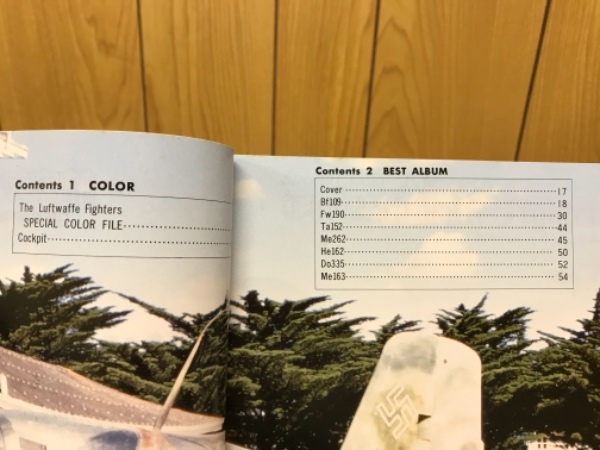 Contents 1 COLOR
The Luftwaffe Fighters
SPECIAL COLOR FILE
Cockpit
Contents 2 BEST ALBUM
Cover 17
Bf109 18
Fw190 30
Ta152 44
Me262 45
He162 50
Do335 52
Me163 54